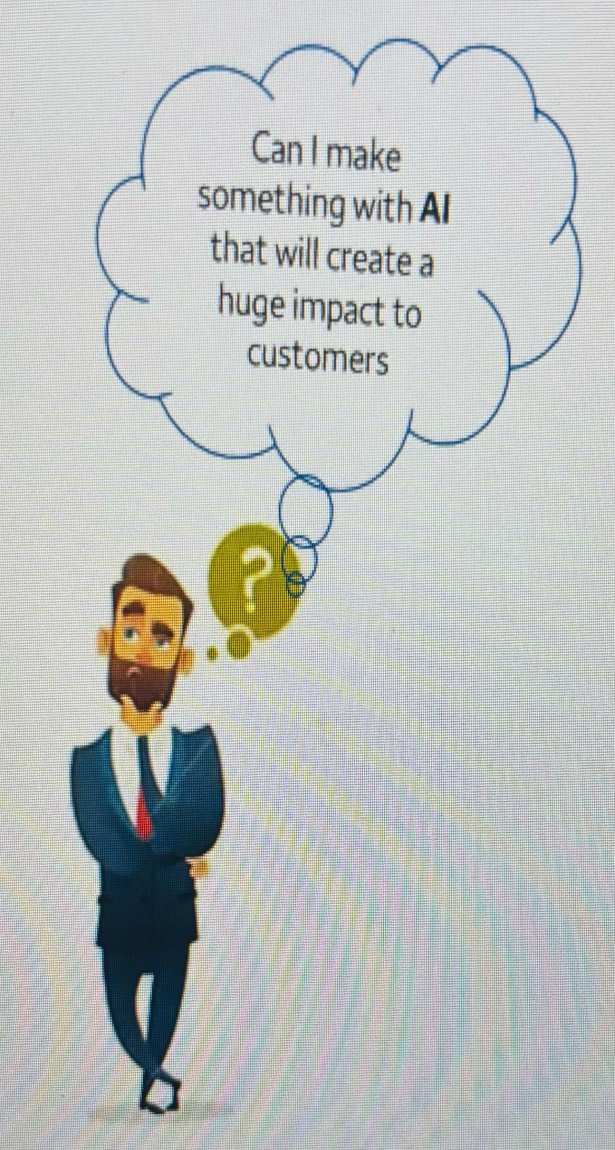 Can I make
something with AI
that will create a
huge impact to
customers
?